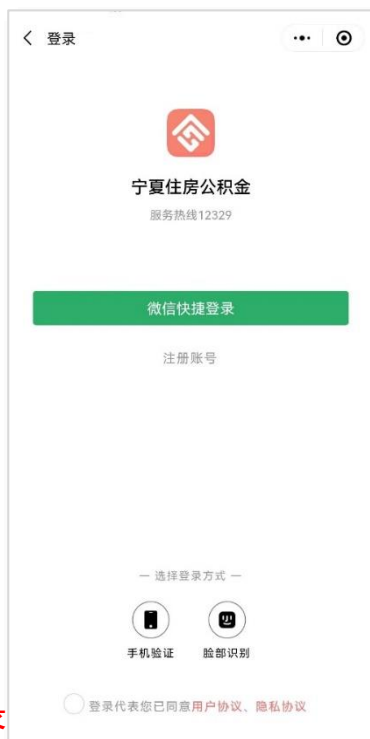 登录
宁夏住房公积金
服务热线12329
微信快捷登录
注册账号
一 选择登录方式 一
手机验证 脸部识别
登录代表您已同意用户协议、隐私协议